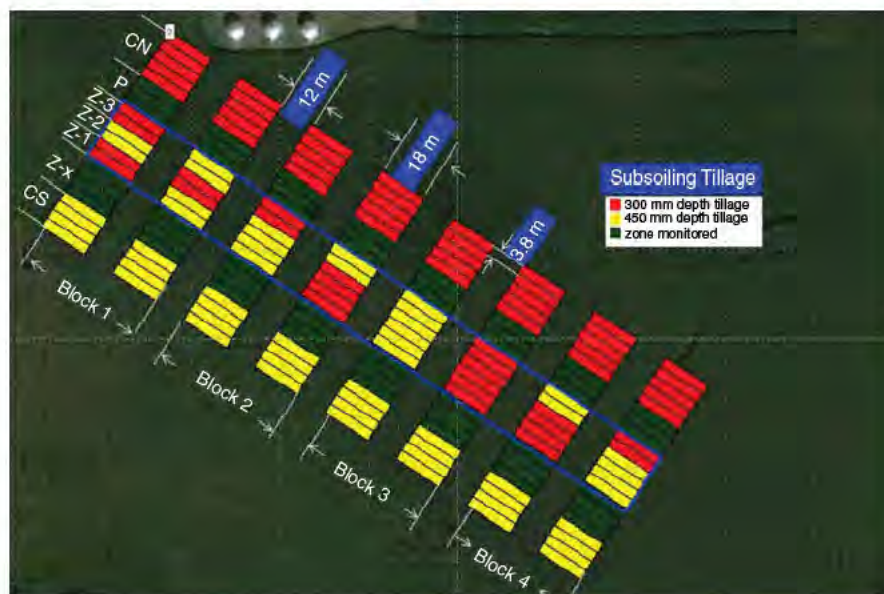 CN
P
Z-3
Z-2
Z-1
Z-x
CS
12 m
18 m
3.8 m
Subsoiling Tillage
300 mm depth tillage
450 mm depth tillage
zone monitored
Block 1
Block 2
Block 3
Block 4